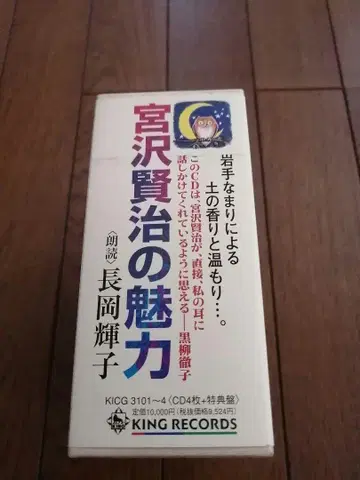 岩手なまりによる
土の香りと温もり…。
このCDは、宮沢賢治が、直接、私の耳に
話しかけてくれているように思える――黒柳徹子
宮沢賢治の魅力
〈朗読〉長岡輝子
KICG 3101~4〈CD4枚+特典盤〉
定価10,000円(税抜価格9,524円)
KING RECORDS